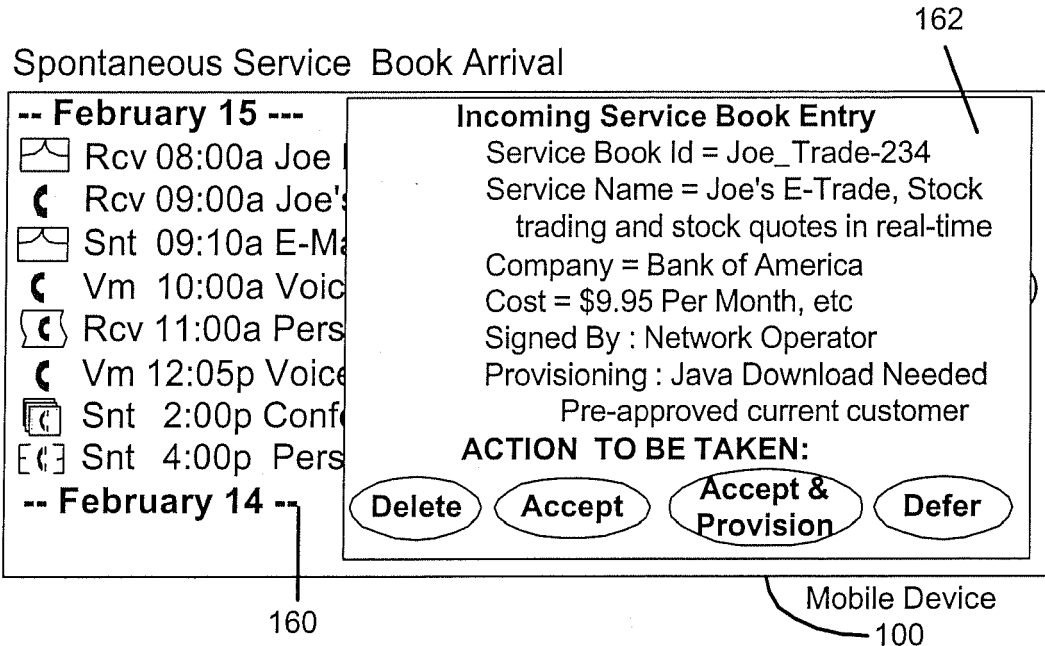 162
Spontaneous Service Book Arrival
-- February 15 ---
Rcv 08:00a Joe
Rcv 09:00a Joe's
Snt 09:10a E-Ma
Vm 10:00a Voic
Rcv 11:00a Pers
Vm 12:05p Voice
Snt 2:00p Confe
Snt 4:00p Pers
-- February 14 --
Incoming Service Book Entry
Service Book Id = Joe_Trade-234
Service Name = Joe's E-Trade, Stock
trading and stock quotes in real-time
Company = Bank of America
Cost = $9.95 Per Month, etc
Signed By : Network Operator
Provisioning : Java Download Needed
Pre-approved current customer
ACTION TO BE TAKEN:
Delete
Accept
Accept &
Provision
Defer
160
Mobile Device
100